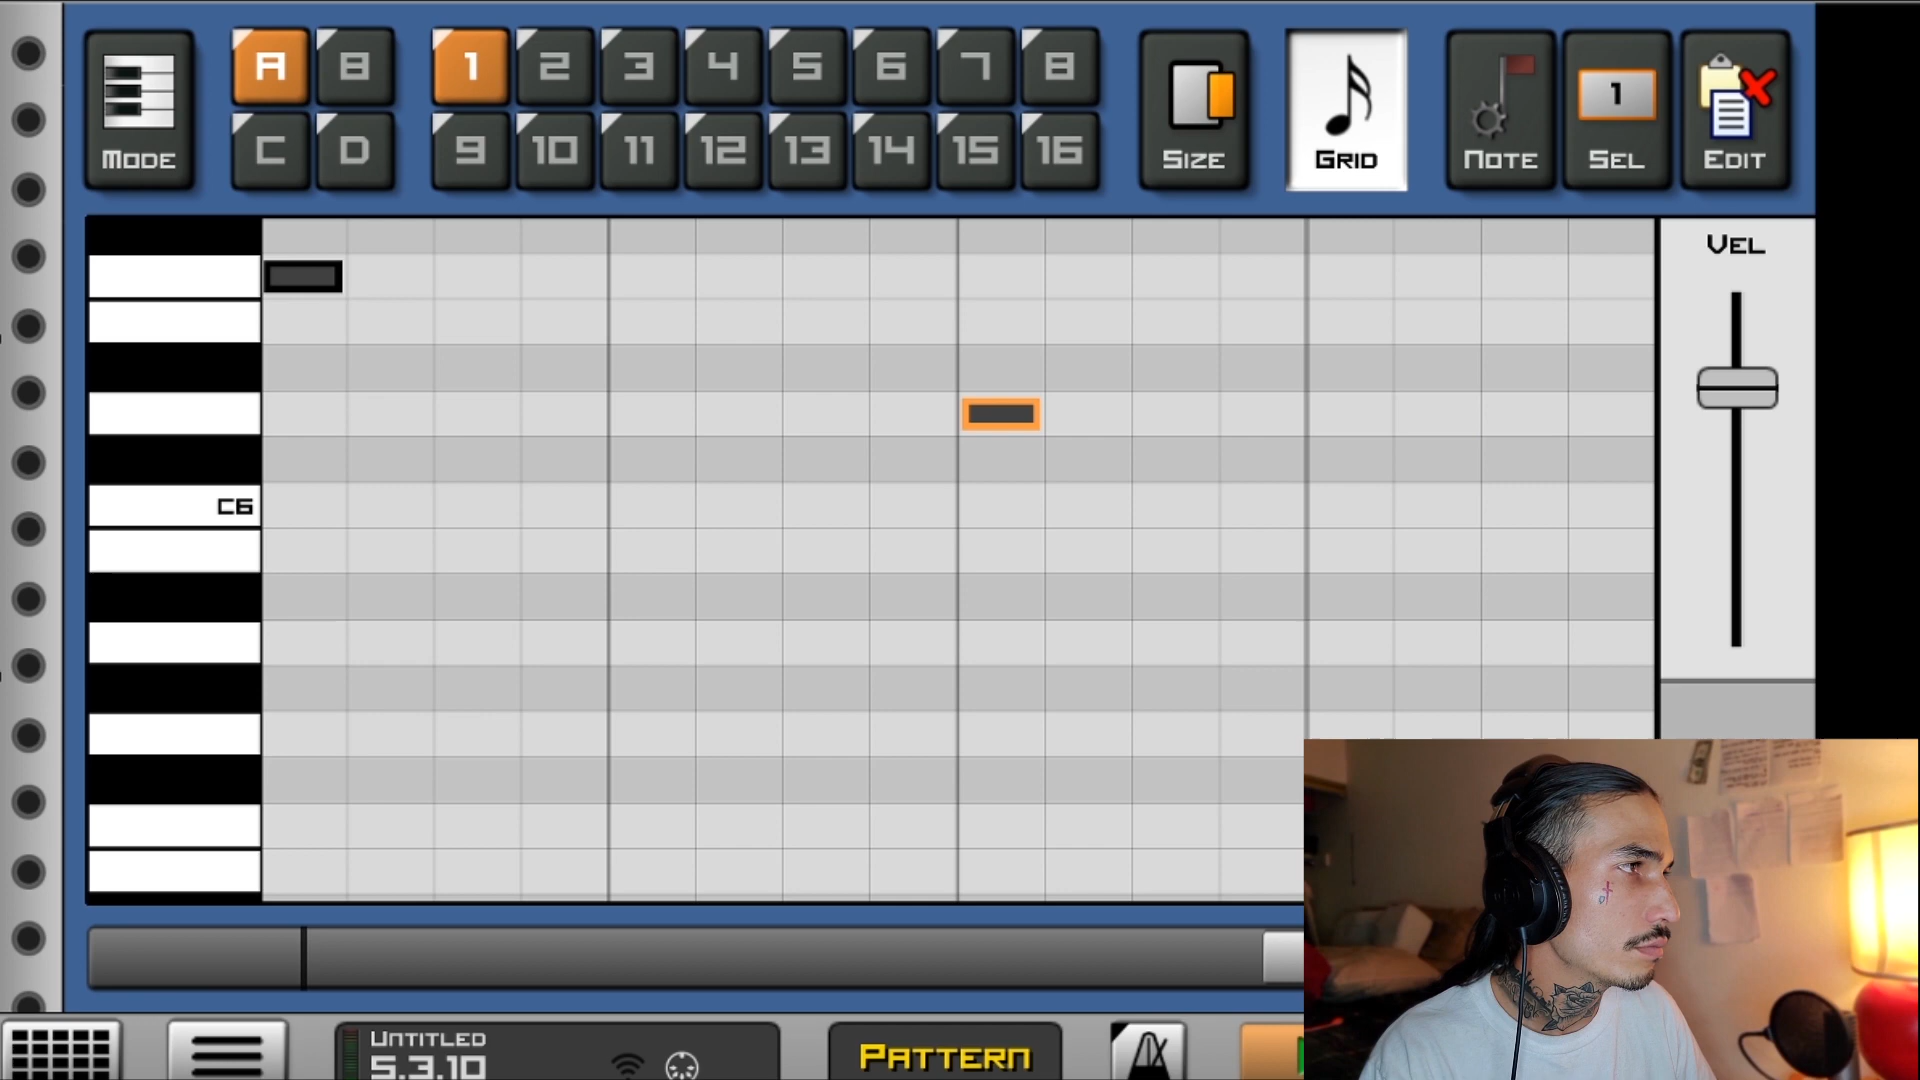 A B 1 2 3 4 5 6 7 8
MODE C D 9 10 11 12 13 14 15 16 SIZE GRID NOTE 1 SEL EDIT
VEL
C6
UNTITLED
5.3.10
PATTERN